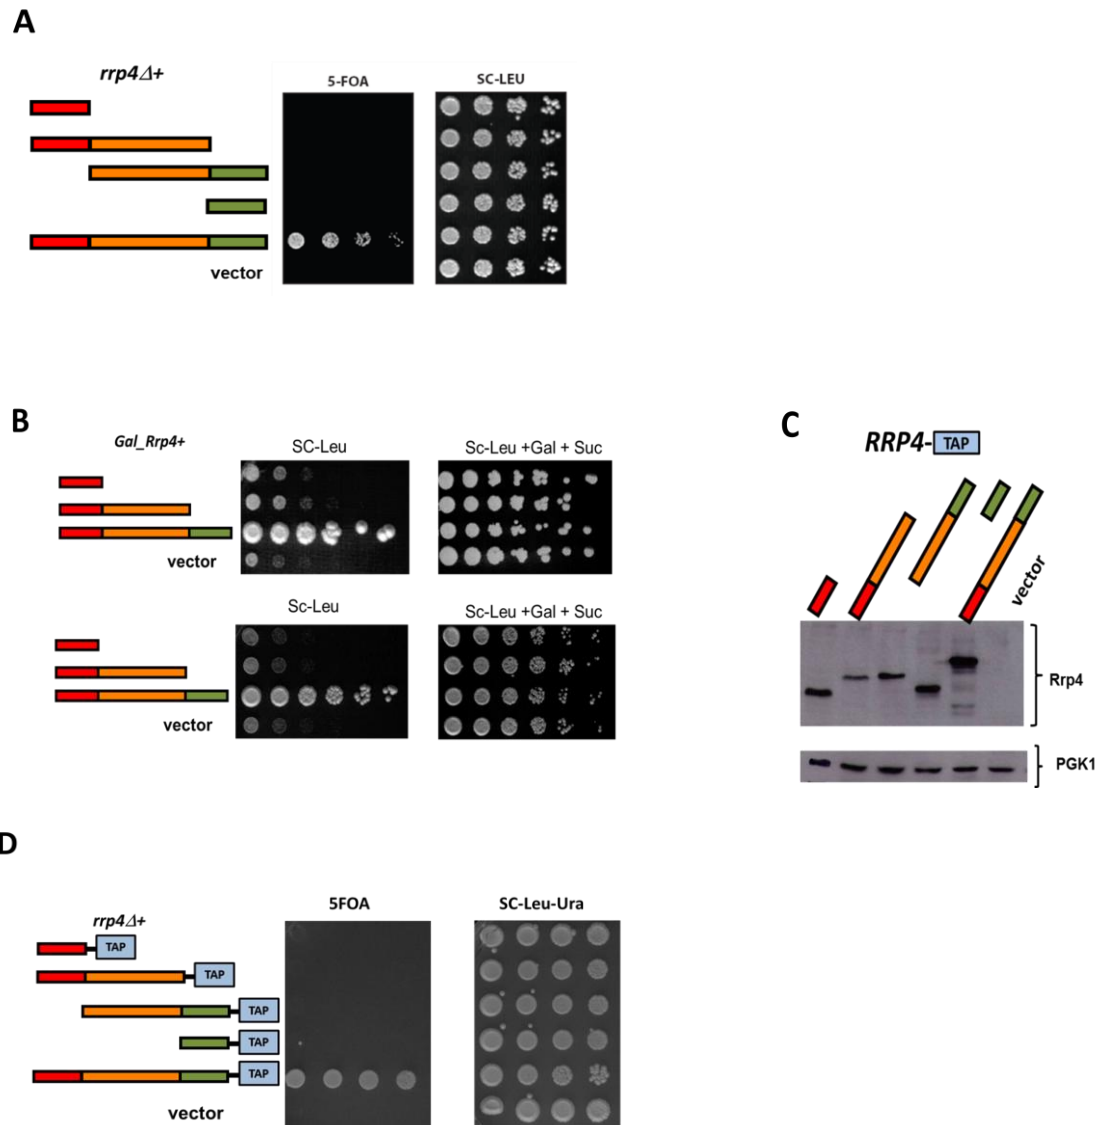 A
rrp4Δ+
5-FOA
SC-LEU
vector
B
Gal_Rrp4+
SC-Leu
Sc-Leu +Gal + Suc
vector
Sc-Leu
Sc-Leu +Gal + Suc
vector
C
RRP4-TAP
vector
Rrp4
PGK1
D
rrp4Δ+
5FOA
SC-Leu-Ura
TAP
TAP
TAP
TAP
TAP
vector